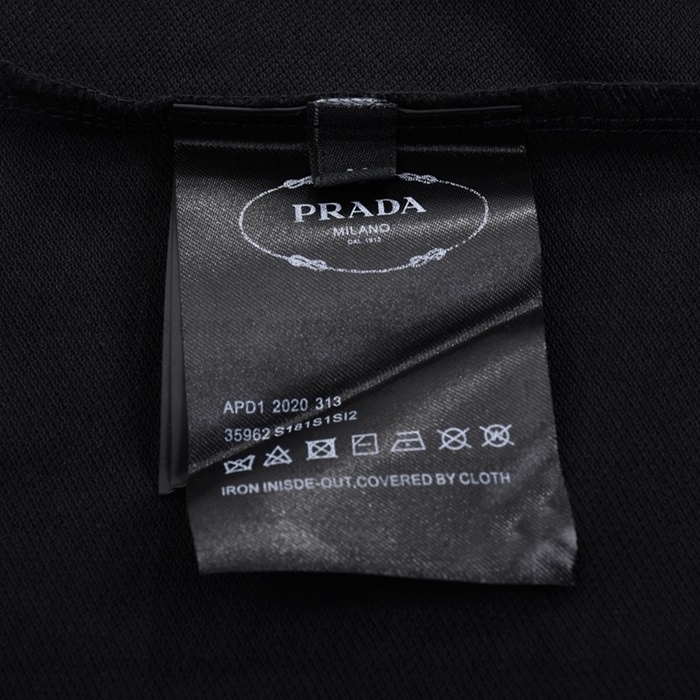 PRADA
MILANO
DAL 1913
APD1 2020 313
35962 S181S1SI2
IRON INISDE-OUT,COVERED BY CLOTH